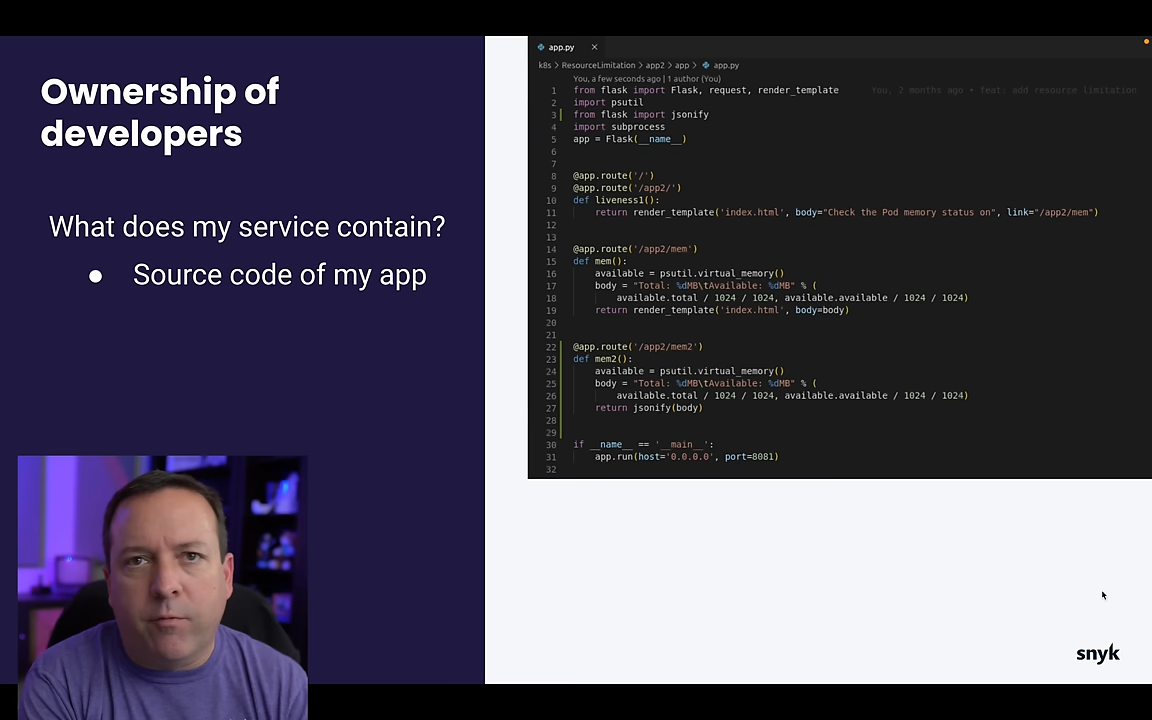 Ownership of
developers
What does my service contain?
● Source code of my app
app.py ×
k8s > ResourceLimitation > app2 > app > app.py
You, a few seconds ago | 1 author (You)
1 from flask import Flask, request, render_template You, 2 months ago • feat: add resource limitation
2 import psutil
3 from flask import jsonify
4 import subprocess
5 app = Flask(__name__)
6
7
8 @app.route('/')
9 @app.route('/app2/')
10 def liveness1():
11 return render_template('index.html', body="Check the Pod memory status on", link="/app2/mem")
12
13
14 @app.route('/app2/mem')
15 def mem():
16 available = psutil.virtual_memory()
17 body = "Total: %dMB\tAvailable: %dMB" % (
18 available.total / 1024 / 1024, available.available / 1024 / 1024)
19 return render_template('index.html', body=body)
20
21
22 @app.route('/app2/mem2')
23 def mem2():
24 available = psutil.virtual_memory()
25 body = "Total: %dMB\tAvailable: %dMB" % (
26 available.total / 1024 / 1024, available.available / 1024 / 1024)
27 return jsonify(body)
28
29
30 if __name__ == '__main__':
31 app.run(host='0.0.0.0', port=8081)
32
snyk